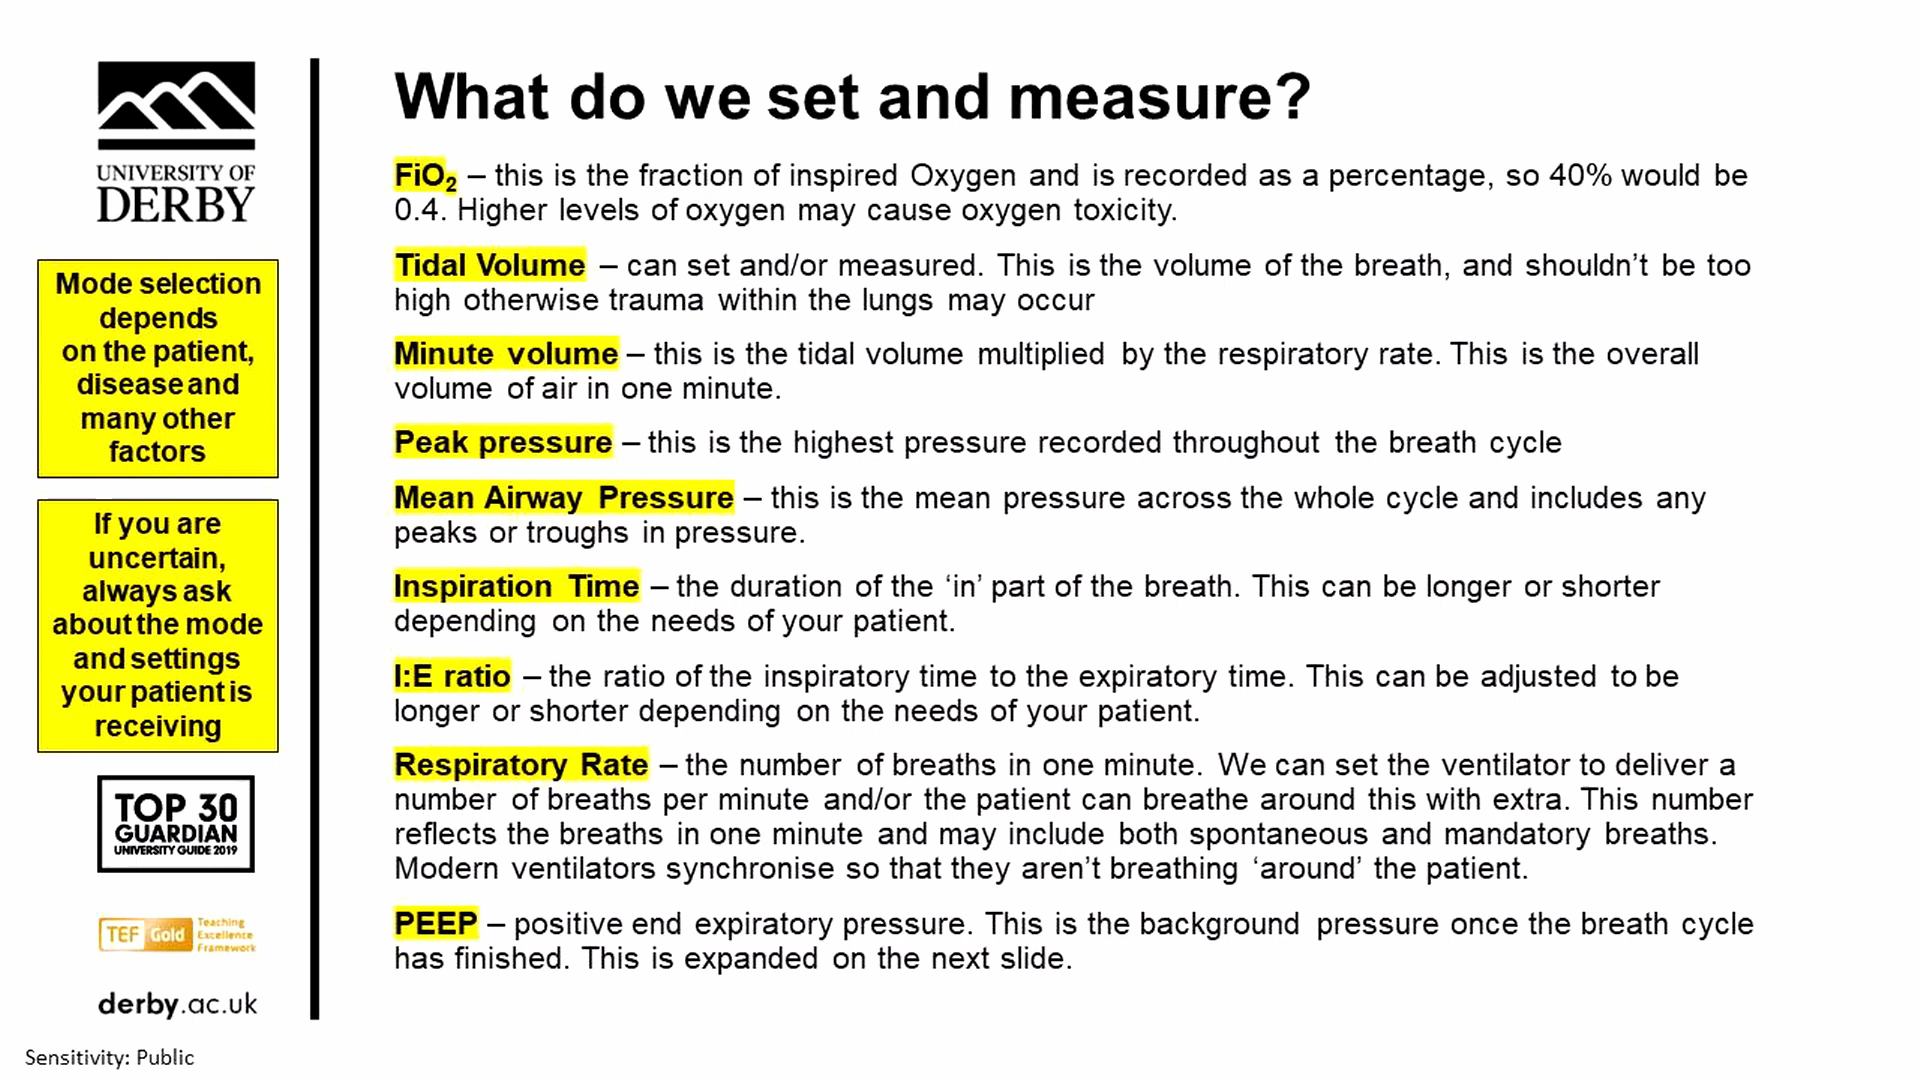 UNIVERSITY OF
DERBY
Mode selection
depends
on the patient,
disease and
many other
factors
If you are
uncertain,
always ask
about the mode
and settings
your patient is
receiving
TOP 30
GUARDIAN
UNIVERSITY GUIDE 2019
TEF Gold
Teaching
Excellence
Framework
derby.ac.uk
Sensitivity: Public
What do we set and measure?
FiO₂ – this is the fraction of inspired Oxygen and is recorded as a percentage, so 40% would be
0.4. Higher levels of oxygen may cause oxygen toxicity.
Tidal Volume – can set and/or measured. This is the volume of the breath, and shouldn’t be too
high otherwise trauma within the lungs may occur
Minute volume – this is the tidal volume multiplied by the respiratory rate. This is the overall
volume of air in one minute.
Peak pressure – this is the highest pressure recorded throughout the breath cycle
Mean Airway Pressure – this is the mean pressure across the whole cycle and includes any
peaks or troughs in pressure.
Inspiration Time – the duration of the ‘in’ part of the breath. This can be longer or shorter
depending on the needs of your patient.
I:E ratio – the ratio of the inspiratory time to the expiratory time. This can be adjusted to be
longer or shorter depending on the needs of your patient.
Respiratory Rate – the number of breaths in one minute. We can set the ventilator to deliver a
number of breaths per minute and/or the patient can breathe around this with extra. This number
reflects the breaths in one minute and may include both spontaneous and mandatory breaths.
Modern ventilators synchronise so that they aren’t breathing ‘around’ the patient.
PEEP – positive end expiratory pressure. This is the background pressure once the breath cycle
has finished. This is expanded on the next slide.